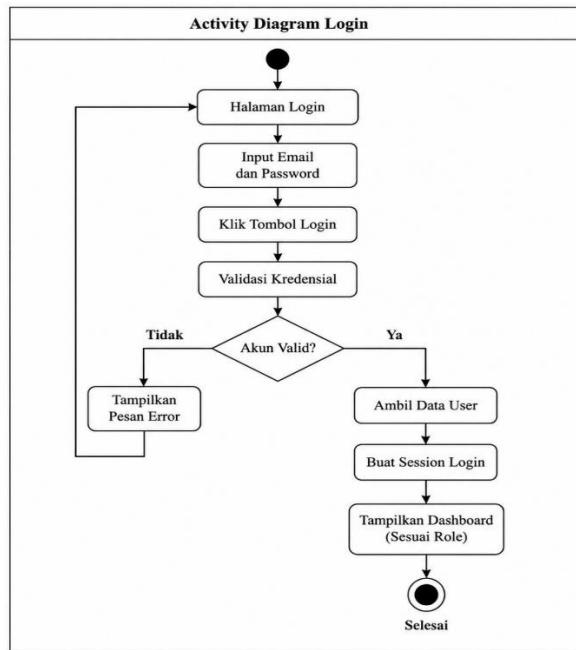 Activity Diagram Login
Halaman Login
Input Email
dan Password
Klik Tombol Login
Validasi Kredensial
Akun Valid?
Tidak
Ya
Tampilkan
Pesan Error
Ambil Data User
Buat Session Login
Tampilkan Dashboard
(Sesuai Role)
Selesai